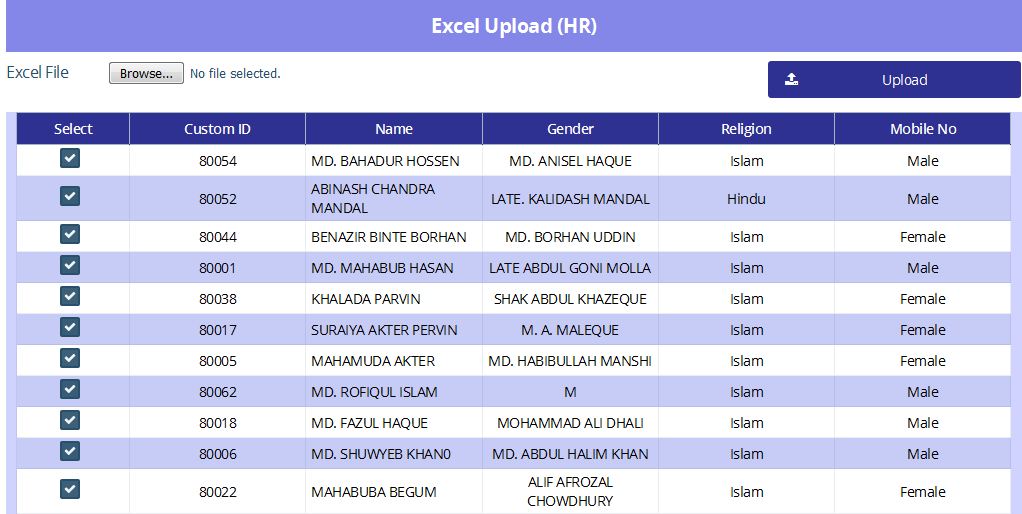 Excel Upload (HR)
Excel File Browse... No file selected. Upload
Select Custom ID Name Gender Religion Mobile No
80054 MD. BAHADUR HOSSEN MD. ANISEL HAQUE Islam Male
80052 ABINASH CHANDRA MANDAL LATE. KALIDASH MANDAL Hindu Male
80044 BENAZIR BINTE BORHAN MD. BORHAN UDDIN Islam Female
80001 MD. MAHABUB HASAN LATE ABDUL GONI MOLLA Islam Male
80038 KHALADA PARVIN SHAK ABDUL KHAZEQUE Islam Female
80017 SURAIYA AKTER PERVIN M. A. MALEQUE Islam Female
80005 MAHAMUDA AKTER MD. HABIBULLAH MANSHI Islam Female
80062 MD. ROFIQUL ISLAM M Islam Male
80018 MD. FAZUL HAQUE MOHAMMAD ALI DHALI Islam Male
80006 MD. SHUWYEB KHAN0 MD. ABDUL HALIM KHAN Islam Male
80022 MAHABUBA BEGUM ALIF AFROZAL CHOWDHURY Islam Female